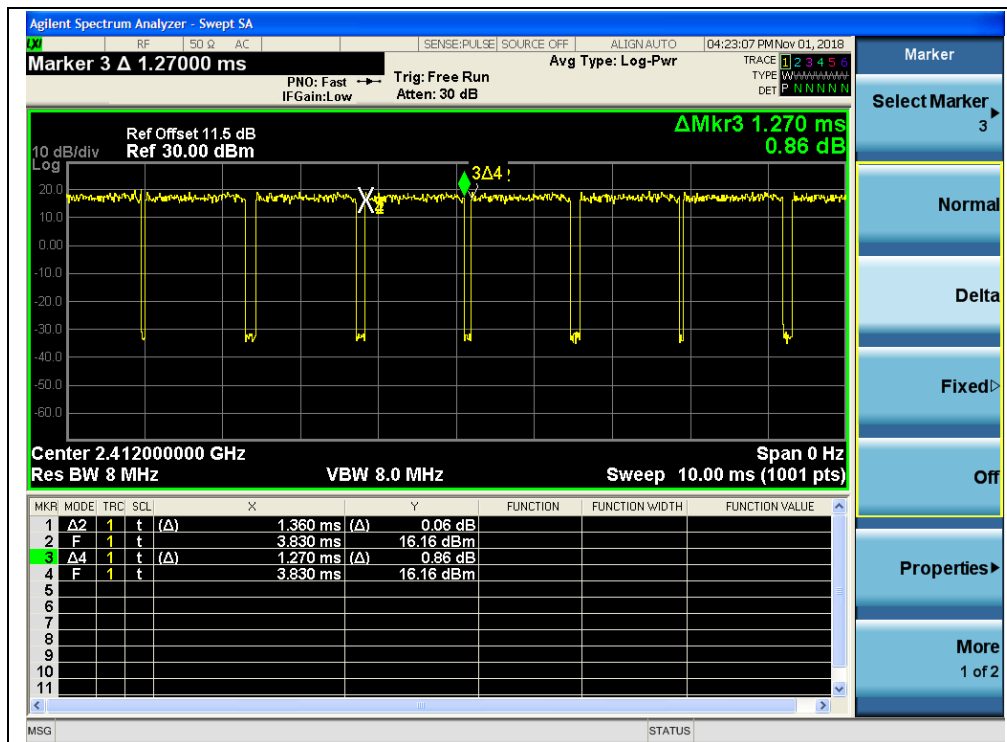 Agilent Spectrum Analyzer - Swept SA
LXI RF 50 Ω AC SENSE:PULSE SOURCE OFF ALIGN AUTO 04:23:07 PM Nov 01, 2018
Marker 3 Δ 1.27000 ms
PNO: Fast
IFGain:Low
Trig: Free Run
Atten: 30 dB
Avg Type: Log-Pwr
TRACE 1 2 3 4 5 6
TYPE W
DET P N N N N N
ΔMkr3 1.270 ms
0.86 dB
Ref Offset 11.5 dB
10 dB/div Ref 30.00 dBm
Log
20.0
10.0
0.00
-10.0
-20.0
-30.0
-40.0
-50.0
-60.0
3Δ4
4
Center 2.412000000 GHz Span 0 Hz
Res BW 8 MHz VBW 8.0 MHz Sweep 10.00 ms (1001 pts)
MKR MODE TRC SCL X Y FUNCTION FUNCTION WIDTH FUNCTION VALUE
1 Δ2 1 t (Δ) 1.360 ms (Δ) 0.06 dB
2 F 1 t 3.830 ms 16.16 dBm
3 Δ4 1 t (Δ) 1.270 ms (Δ) 0.86 dB
4 F 1 t 3.830 ms 16.16 dBm
5
6
7
8
9
10
11
MSG STATUS
Marker
Select Marker
3
Normal
Delta
Fixed
Off
Properties
More
1 of 2